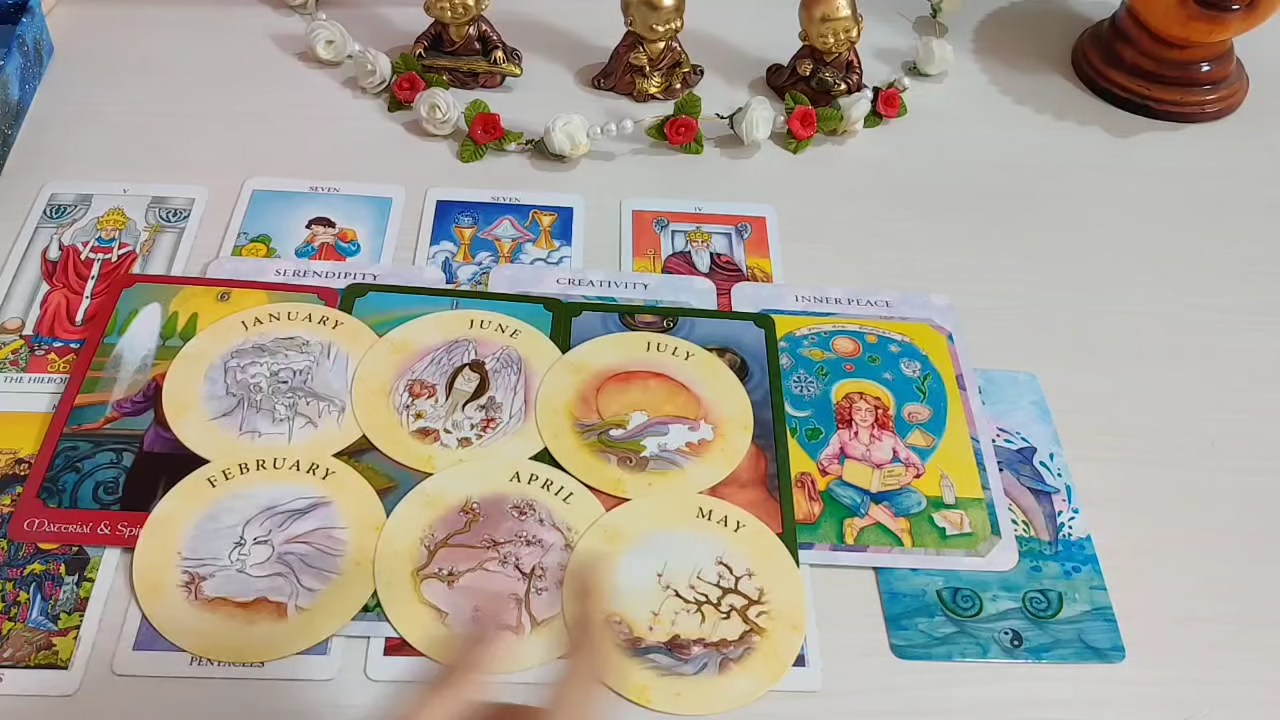 V
SEVEN
SEVEN
IV
THE HIEROP
SERENDIPITY
CREATIVITY
INNER PEACE
6
6
JANUARY
JUNE
JULY
Material & Spi
FEBRUARY
APRIL
MAY
PENTACLES